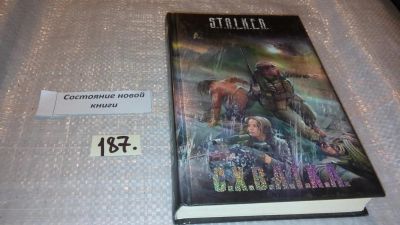 S.T.A.L.K.E.R.
Состояние новой
книги
187.
С.Х.В.А.Т.К.А.